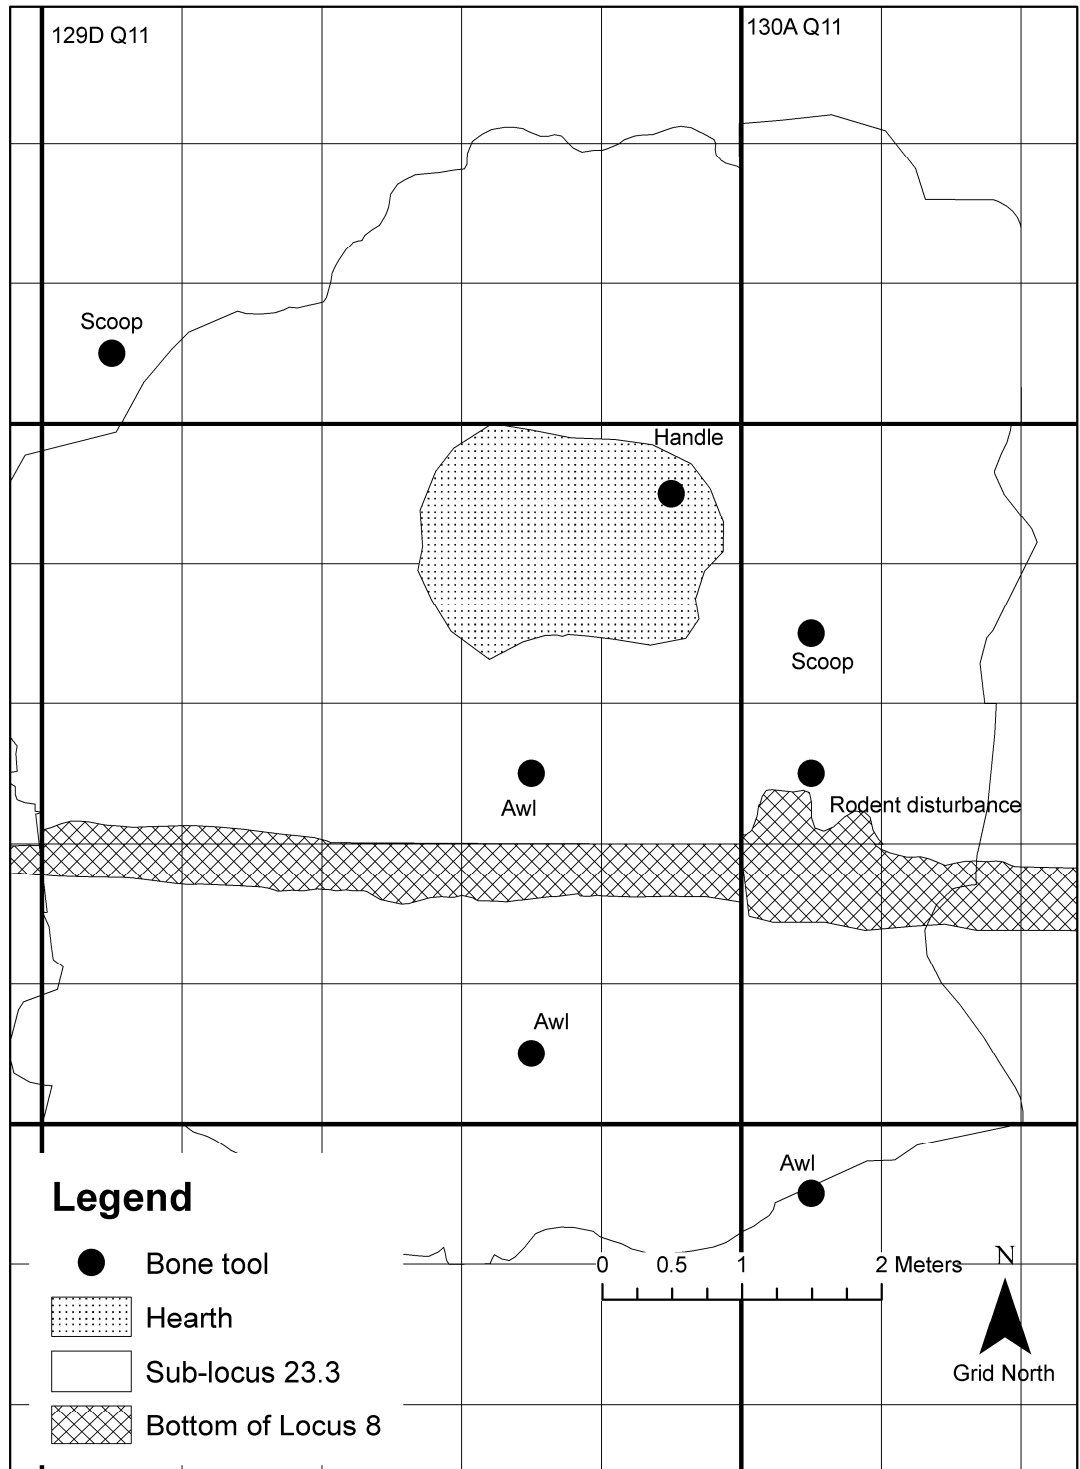 129D Q11
130A Q11
Scoop
Handle
Scoop
Awl
Rodent disturbance
Awl
Awl
Legend
Bone tool
Hearth
Sub-locus 23.3
Bottom of Locus 8
0 0.5 1 2 Meters
N
Grid North